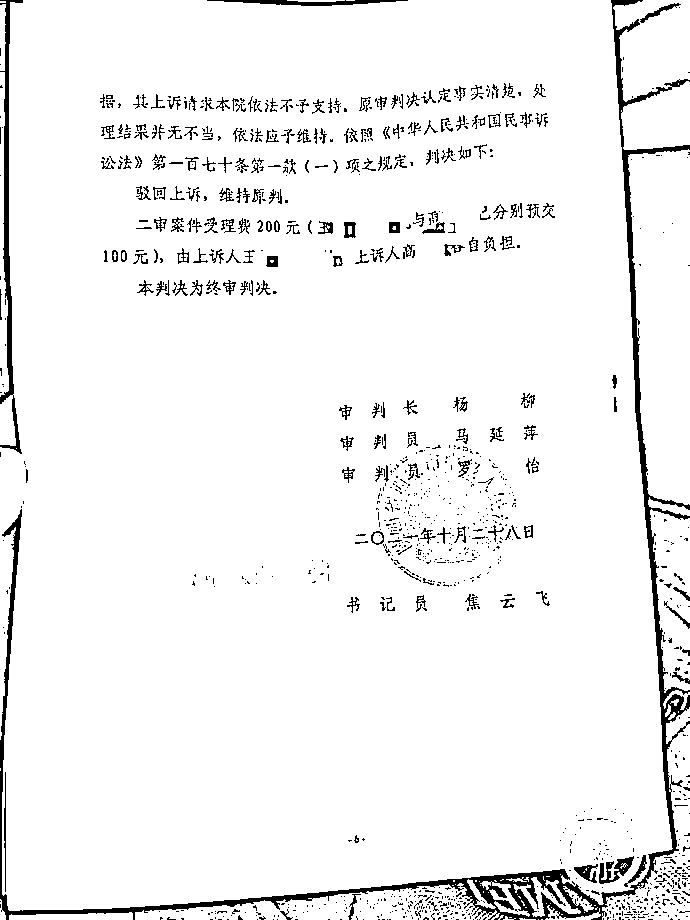 据，其上诉请求本院依法不予支持。原审判决认定事实清楚，处
理结果并无不当，依法应予维持。依照《中华人民共和国民事诉
讼法》第一百七十条第一款（一）项之规定，判决如下：
驳回上诉，维持原判。
二审案件受理费200元（王 与高 已分别预交
100元），由上诉人王 上诉人高 各自负担。
本判决为终审判决。
审判长 杨 柳
审判员 马延萍
审判员 罗 怡
二〇二一年十月二十八日
书记员 焦云飞
-6-